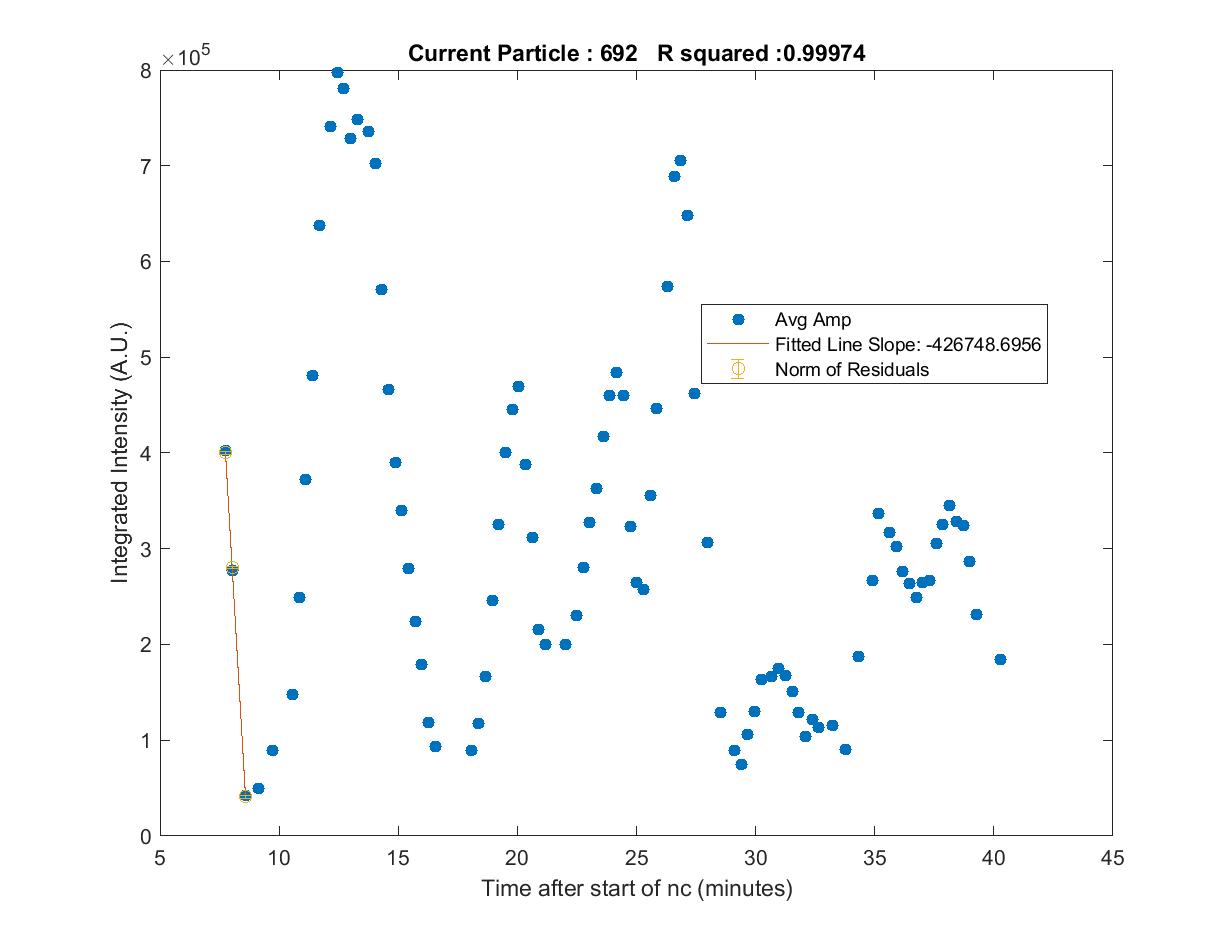 Current Particle : 692   R squared :0.99974
×10^5
8
7
6
5
4
3
2
1
0
Integrated Intensity (A.U.)
Avg Amp
Fitted Line Slope: -426748.6956
Norm of Residuals
5 10 15 20 25 30 35 40 45
Time after start of nc (minutes)